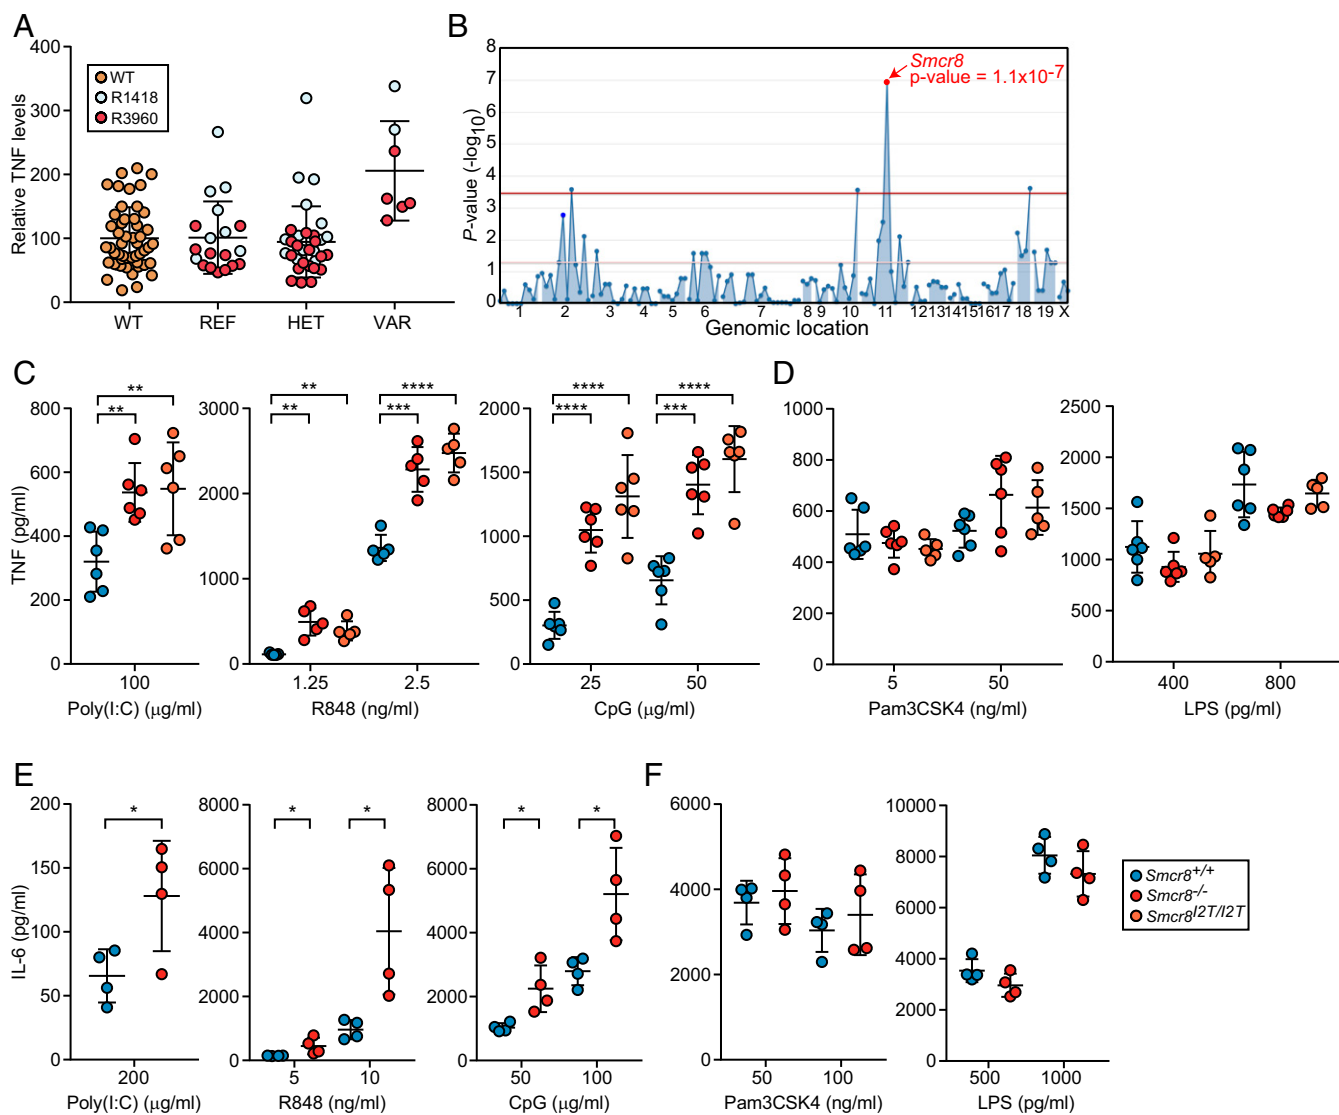 A
400
300
200
100
0
Relative TNF levels
WT
R1418
R3960
WT REF HET VAR
B
8
7
6
5
4
3
2
1
0
P-value (-log10)
Smcr8
p-value = 1.1x10-7
1 2 3 4 5 6 7 8 9 10 11 12 13 14 15 16 17 18 19 X
Genomic location
C
TNF (pg/ml)
800
600
400
200
0
** **
100
Poly(I:C) (μg/ml)
3000
2000
1000
0
** ****
** ***
1.25 2.5
R848 (ng/ml)
2000
1500
1000
500
0
**** ****
**** ***
25 50
CpG (μg/ml)
D
1000
800
600
400
200
0
5 50
Pam3CSK4 (ng/ml)
2500
2000
1500
1000
500
0
400 800
LPS (pg/ml)
E
IL-6 (pg/ml)
200
150
100
50
0
*
200
Poly(I:C) (μg/ml)
8000
6000
4000
2000
0
* *
5 10
R848 (ng/ml)
8000
6000
4000
2000
0
* *
50 100
CpG (μg/ml)
F
6000
4000
2000
0
50 100
Pam3CSK4 (ng/ml)
10000
8000
6000
4000
2000
0
500 1000
LPS (pg/ml)
Smcr8+/+
Smcr8-/-
Smcr8I2T/I2T